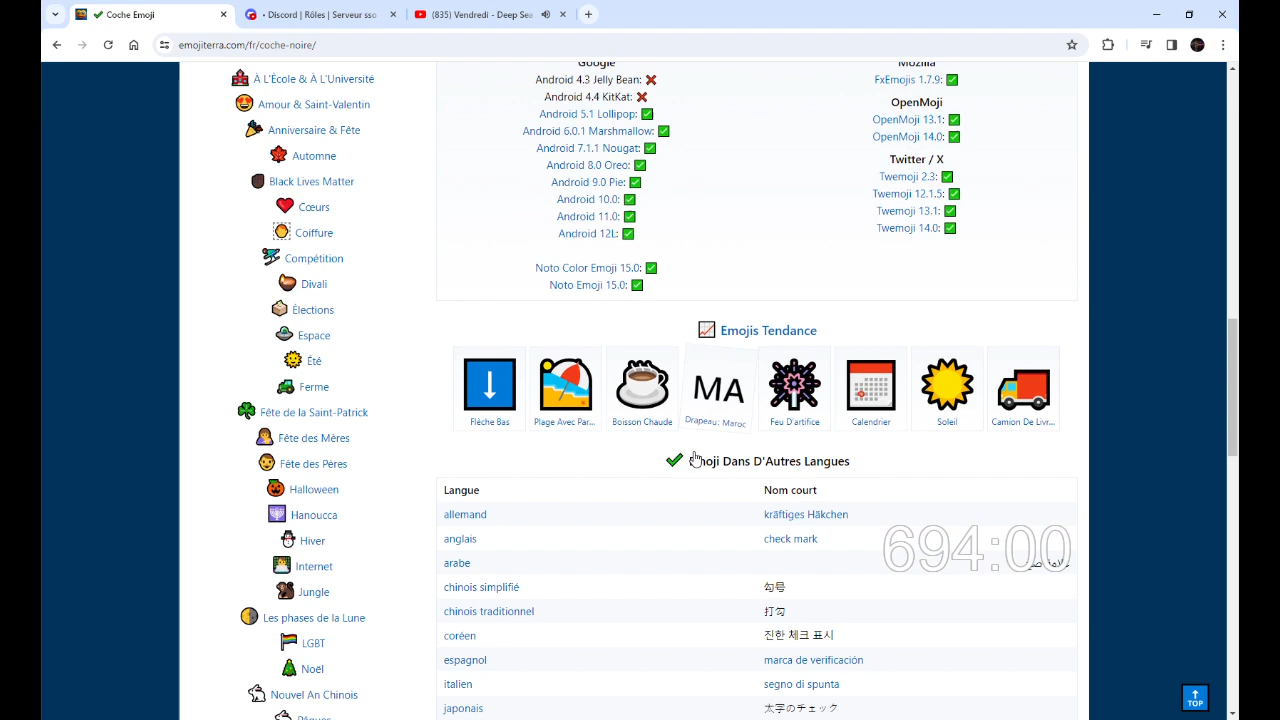 Coche Emoji
• Discord | Rôles | Serveur sso
(835) Vendredi - Deep Sea
emojiterra.com/fr/coche-noire/
À L'École & À L'Université
Amour & Saint-Valentin
Anniversaire & Fête
Automne
Black Lives Matter
Cœurs
Coiffure
Compétition
Divali
Élections
Espace
Été
Ferme
Fête de la Saint-Patrick
Fête des Mères
Fête des Pères
Halloween
Hanoucca
Hiver
Internet
Jungle
Les phases de la Lune
LGBT
Noël
Nouvel An Chinois
Pâques
Google
Android 4.3 Jelly Bean:
Android 4.4 KitKat:
Android 5.1 Lollipop:
Android 6.0.1 Marshmallow:
Android 7.1.1 Nougat:
Android 8.0 Oreo:
Android 9.0 Pie:
Android 10.0:
Android 11.0:
Android 12L:
Noto Color Emoji 15.0:
Noto Emoji 15.0:
Mozilla
FxEmojis 1.7.9:
OpenMoji
OpenMoji 13.1:
OpenMoji 14.0:
Twitter / X
Twemoji 2.3:
Twemoji 12.1.5:
Twemoji 13.1:
Twemoji 14.0:
Emojis Tendance
MA
Flèche Bas
Plage Avec Par...
Boisson Chaude
Drapeau: Maroc
Feu D'artifice
Calendrier
Soleil
Camion De Livr...
Emoji Dans D'Autres Langues
Langue Nom court
allemand kräftiges Häkchen
anglais check mark
arabe
chinois simplifié 勾号
chinois traditionnel 打勾
coréen 진한 체크 표시
espagnol marca de verificación
italien segno di spunta
japonais 太字のチェック
694:00
TOP